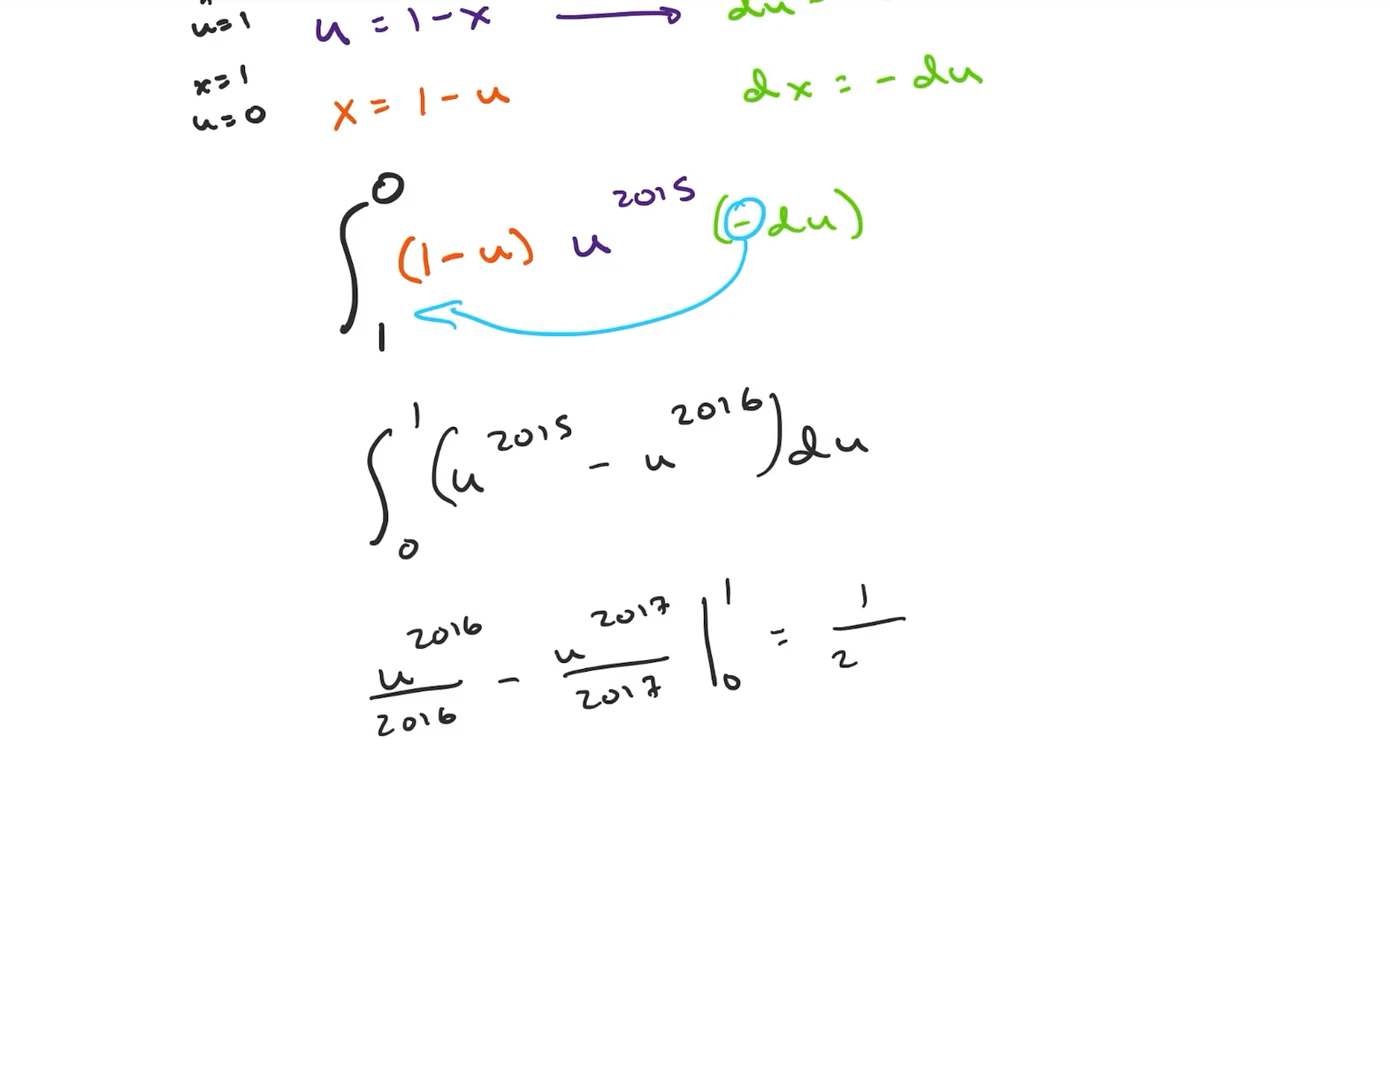 u=1 u = 1-x ⟶ du -
x=1
u=0 x = 1-u dx = -du
∫₁⁰ (1-u) u²⁰¹⁵ (-du)
∫₀¹ (u²⁰¹⁵ - u²⁰¹⁶) du
u²⁰¹⁶/2016 - u²⁰¹⁷/2017 |₀¹ = 1/2